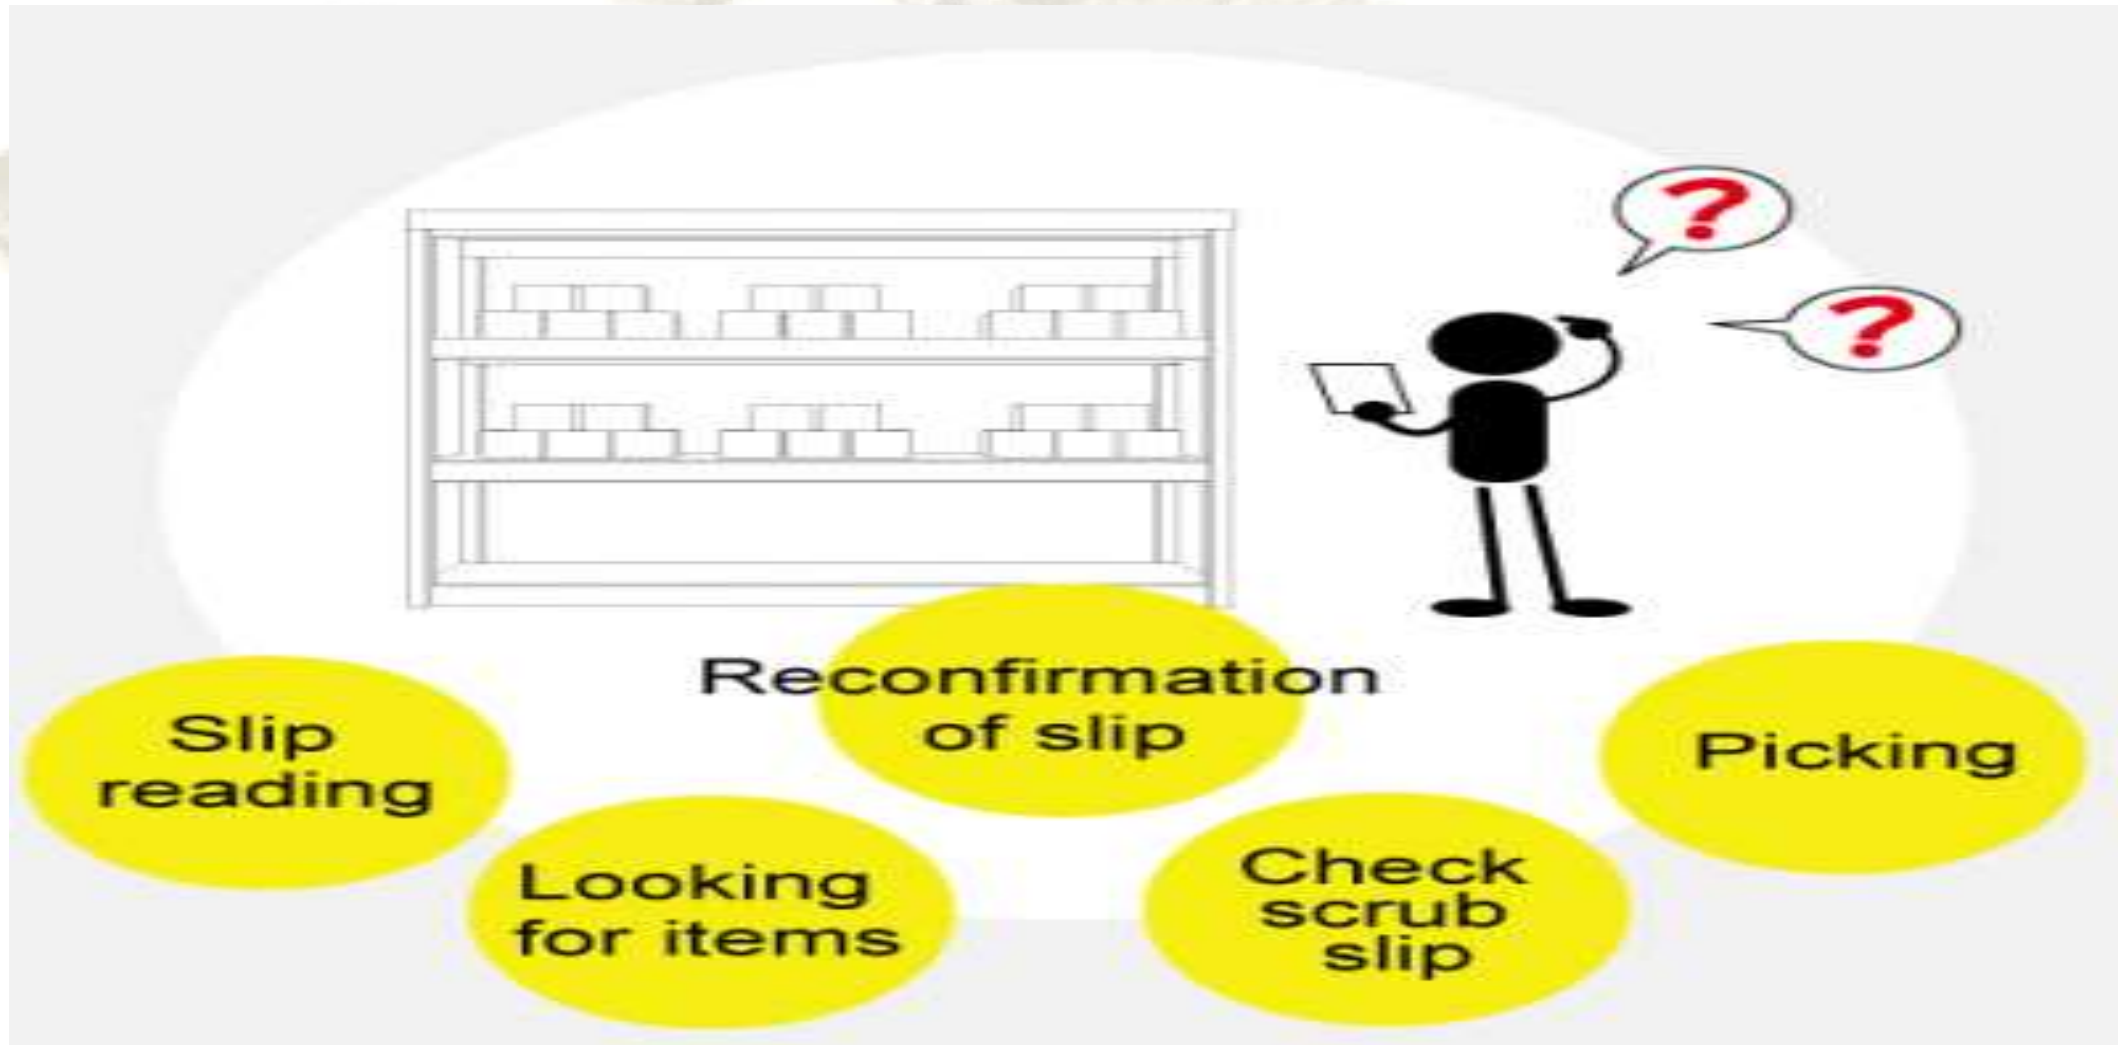 ?
?
Slip
reading
Looking
for items
Reconfirmation
of slip
Check
scrub
slip
Picking